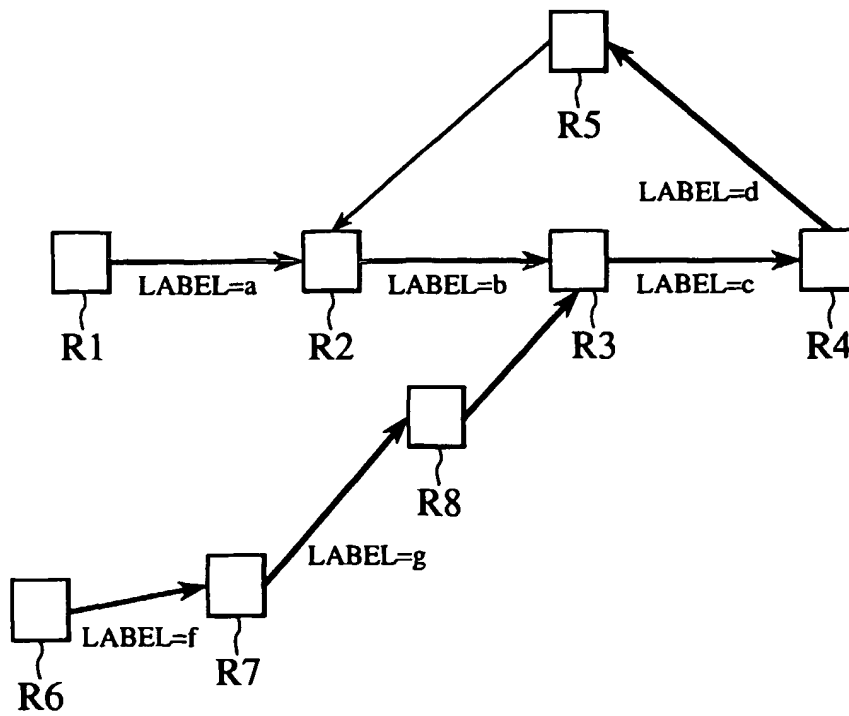 R5
LABEL=d
LABEL=a
LABEL=b
LABEL=c
R1
R2
R3
R4
R8
LABEL=g
LABEL=f
R7
R6